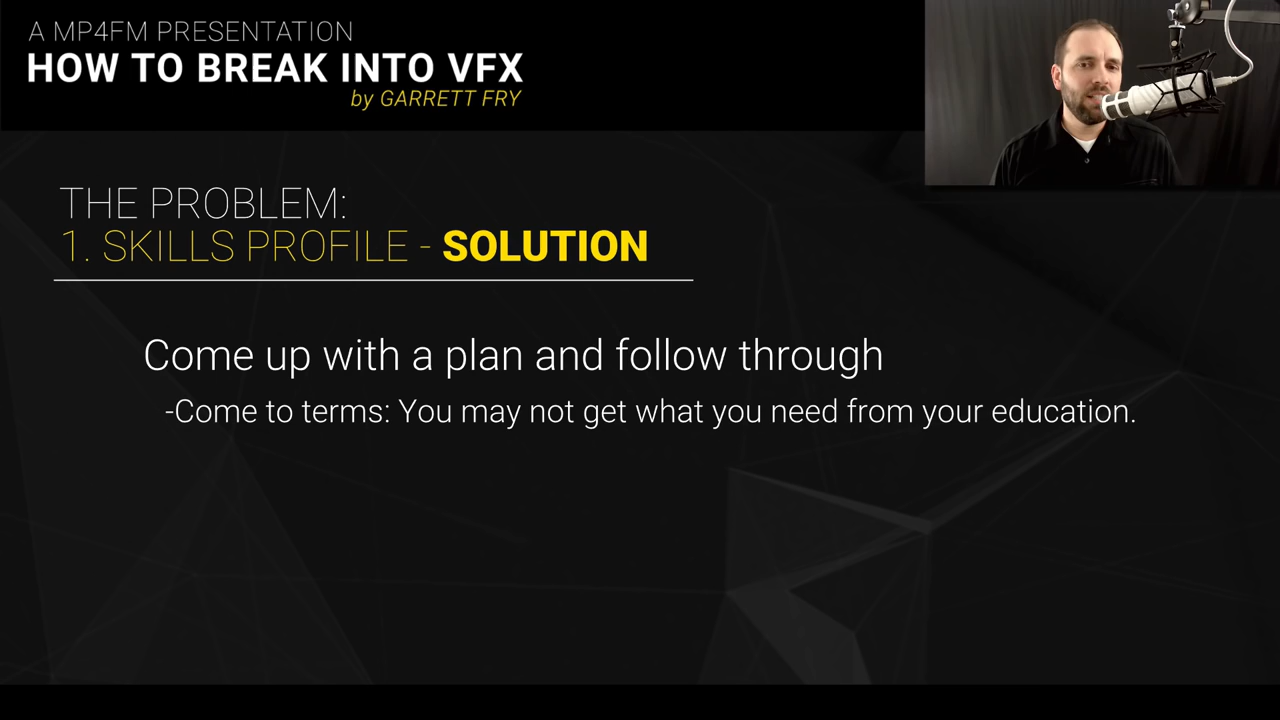 A MP4FM PRESENTATION
HOW TO BREAK INTO VFX
by GARRETT FRY
THE PROBLEM:
1. SKILLS PROFILE - SOLUTION
Come up with a plan and follow through
-Come to terms: You may not get what you need from your education.